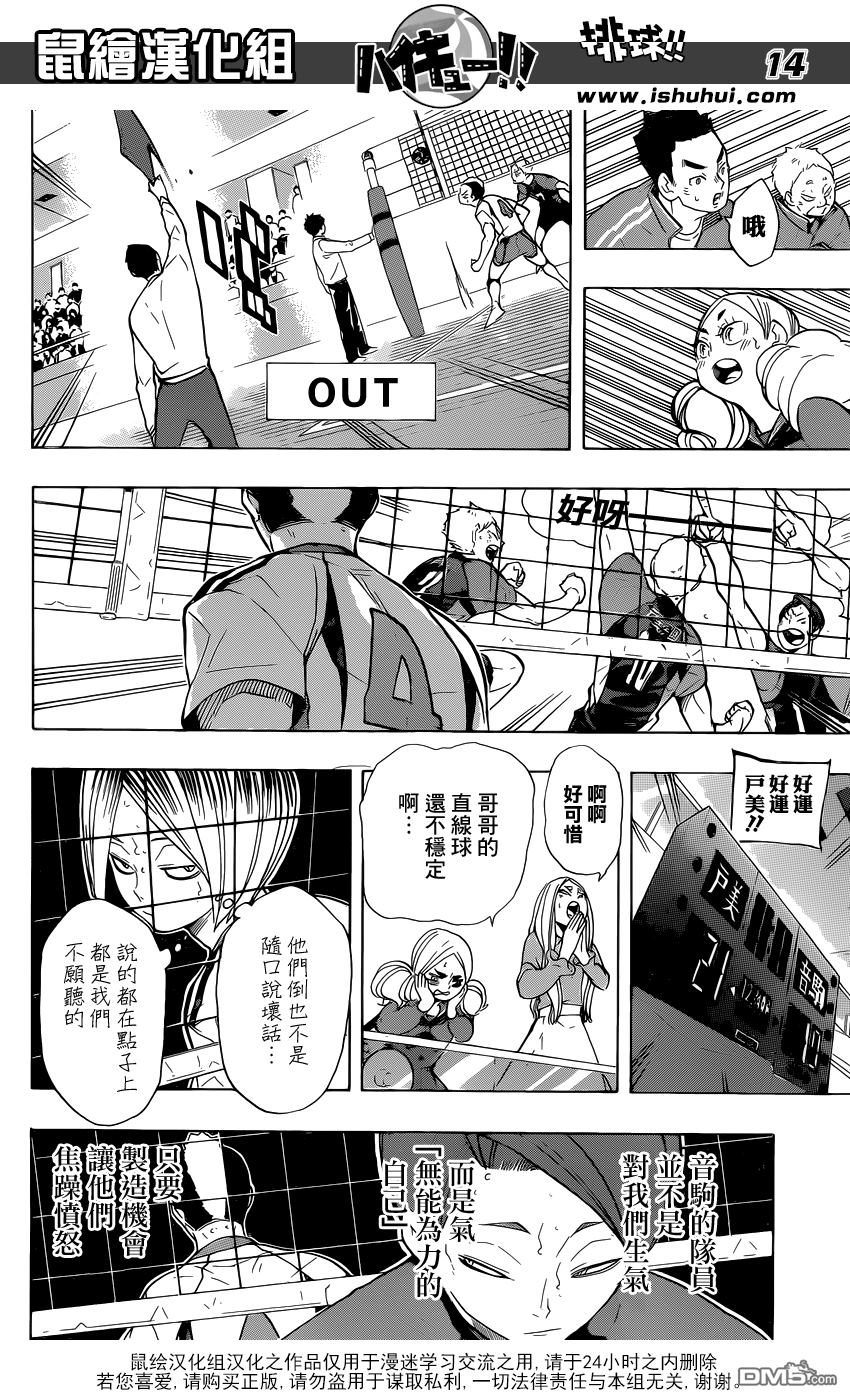 鼠繪漢化組
ハイキュー!!
排球!!
14
www.ishuhui.com
哦
OUT
好呀
10
好運
好運
戸美!!
戸美
音駒
21
19
啊啊
好可惜
哥哥的
直線球
還不穩定
啊…
他們倒也不是
隨口說壞話…
說的都在點子上
都是我們
不願聽的
音駒的隊員
並不是
對我們生氣
而是氣
「無能為力的
自己」
只要
製造機會
讓他們
焦躁憤怒
鼠绘汉化组汉化之作品仅用于漫迷学习交流之用,请于24小时之内删除
若您喜爱,请购买正版,请勿盗用于谋取私利,一切法律责任与本组无关,谢谢。
DM5.com